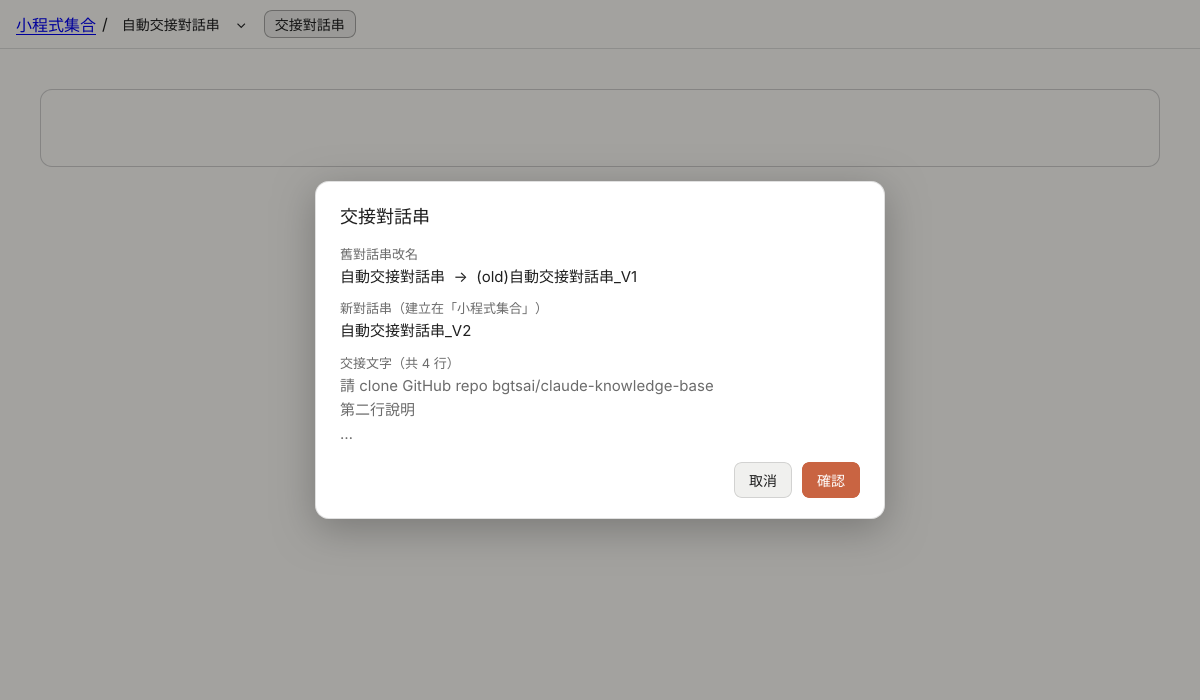 小程式集合 / 自動交接對話串 交接對話串
交接對話串
舊對話串改名
自動交接對話串 → (old)自動交接對話串_V1
新對話串（建立在「小程式集合」）
自動交接對話串_V2
交接文字（共 4 行）
請 clone GitHub repo bgtsai/claude-knowledge-base
第二行說明
...
取消 確認